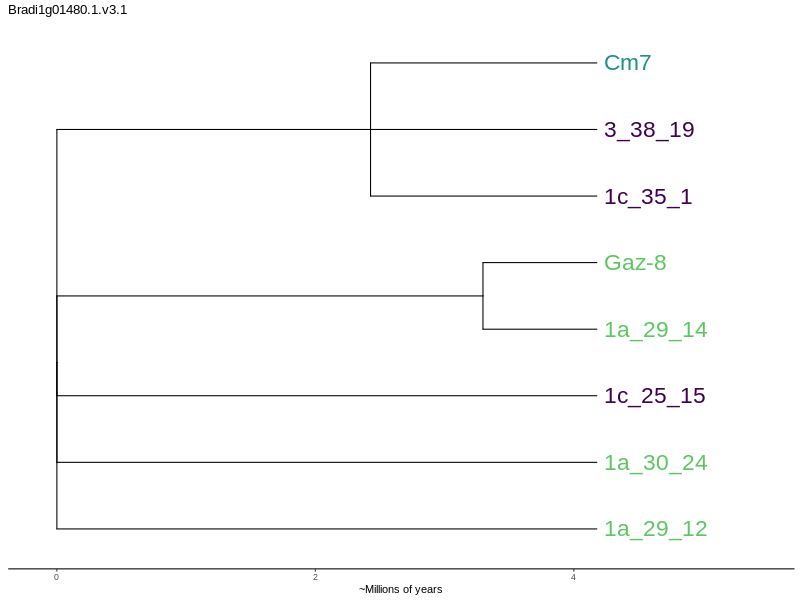 Bradi1g01480.1.v3.1
Cm7
3_38_19
1c_35_1
Gaz-8
1a_29_14
1c_25_15
1a_30_24
1a_29_12
0 2 4
~Millions of years